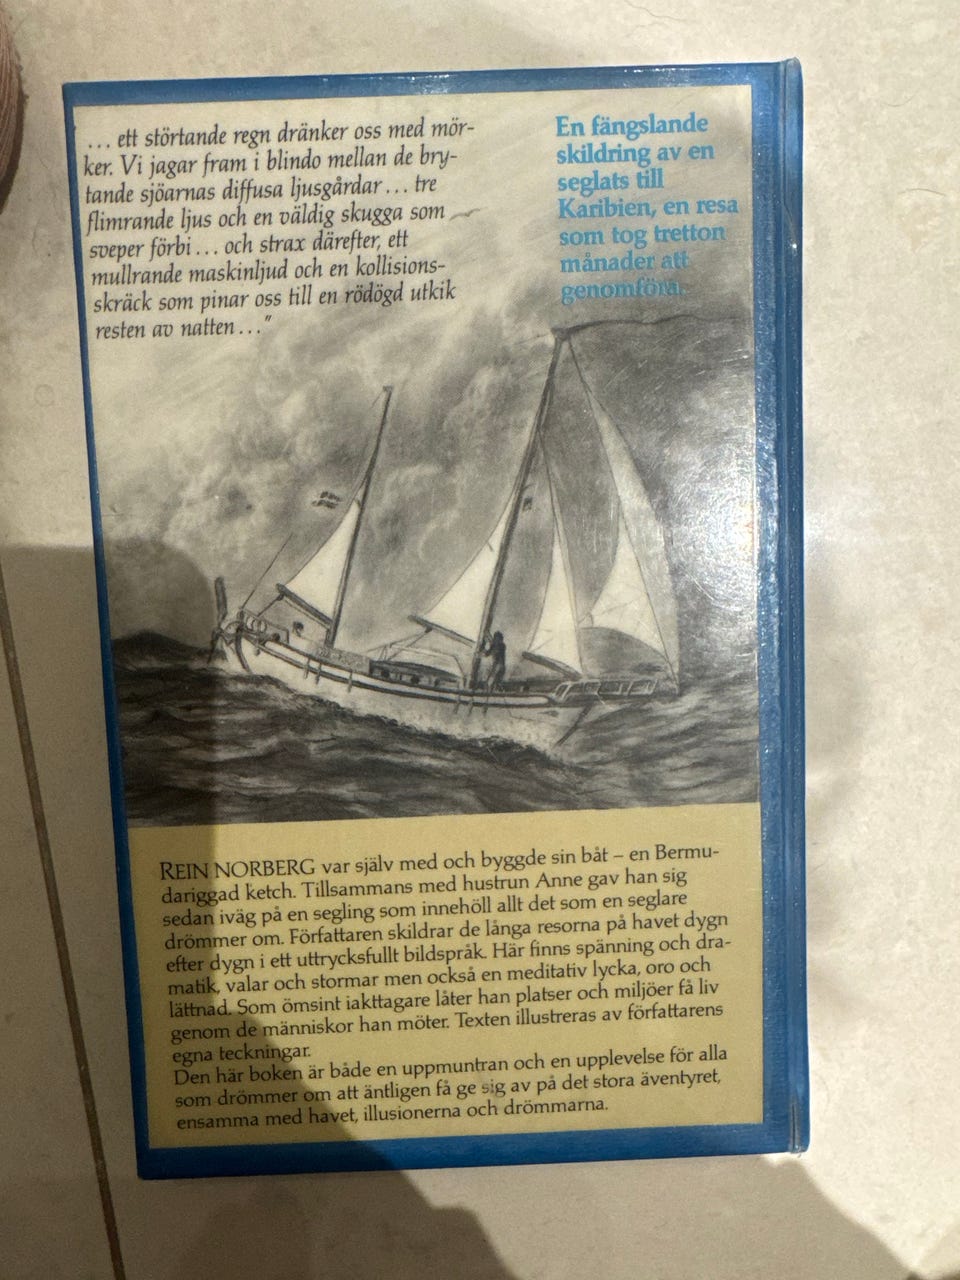 ... ett störtande regn dränker oss med mör-
ker. Vi jagar fram i blindo mellan de bry-
tande sjöarnas diffusa ljusgårdar... tre
flimrande ljus och en väldig skugga som
sveper förbi... och strax därefter, ett
mullrande maskinljud och en kollisions-
skräck som pinar oss till en rödögd utkik
resten av natten..."
En fängslande
skildring av en
seglats till
Karibien, en resa
som tog tretton
månader att
genomföra.
REIN NORBERG var själv med och byggde sin båt – en Bermu-
dariggad ketch. Tillsammans med hustrun Anne gav han sig
sedan iväg på en segling som innehöll allt det som en seglare
drömmer om. Författaren skildrar de långa resorna på havet dygn
efter dygn i ett uttrycksfullt bildspråk. Här finns spänning och dra-
matik, valar och stormar men också en meditativ lycka, oro och
lättnad. Som ömsint iakttagare låter han platser och miljöer få liv
genom de människor han möter. Texten illustreras av författarens
egna teckningar.
Den här boken är både en uppmuntran och en upplevelse för alla
som drömmer om att äntligen få ge sig av på det stora äventyret,
ensamma med havet, illusionerna och drömmarna.